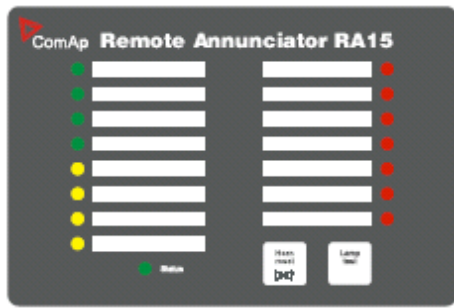 ComAp Remote Annunciator RA15
Status
Horn
reset
Lamp
test